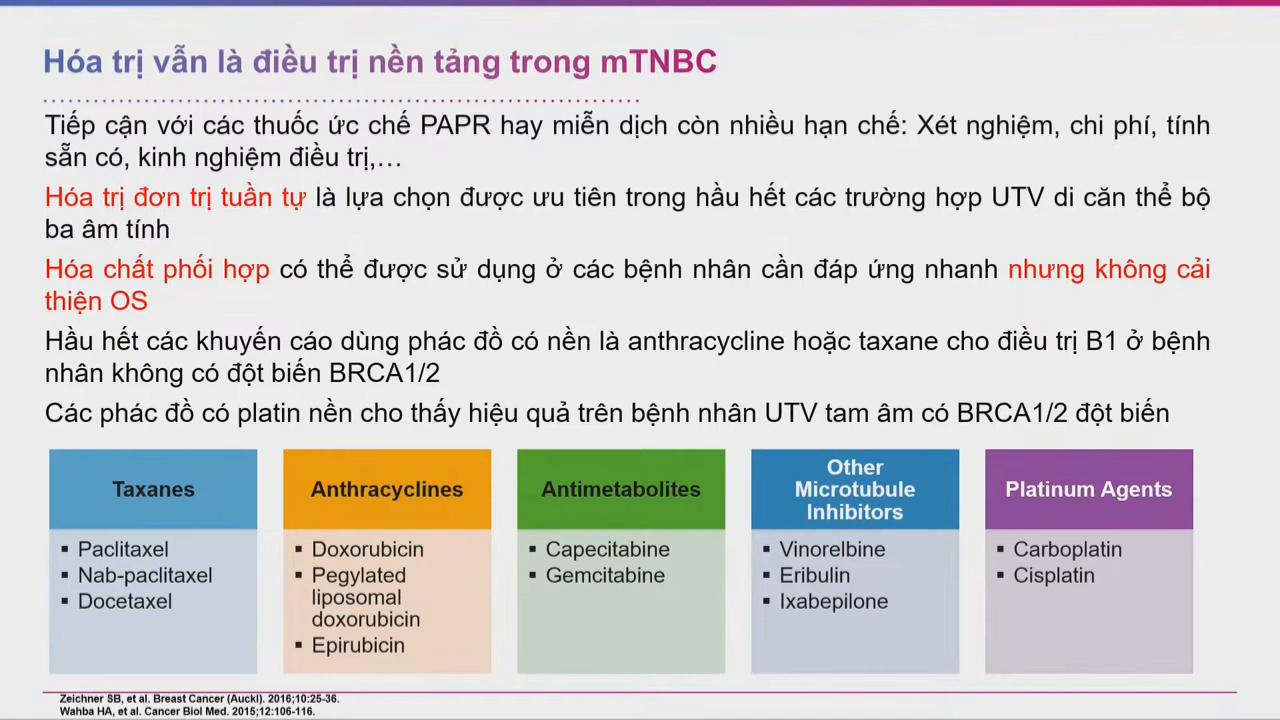 Hóa trị vẫn là điều trị nền tảng trong mTNBC
Tiếp cận với các thuốc ức chế PAPR hay miễn dịch còn nhiều hạn chế: Xét nghiệm, chi phí, tính
sẵn có, kinh nghiệm điều trị,...
Hóa trị đơn trị tuần tự là lựa chọn được ưu tiên trong hầu hết các trường hợp UTV di căn thể bộ
ba âm tính
Hóa chất phối hợp có thể được sử dụng ở các bệnh nhân cần đáp ứng nhanh nhưng không cải
thiện OS
Hầu hết các khuyến cáo dùng phác đồ có nền là anthracycline hoặc taxane cho điều trị B1 ở bệnh
nhân không có đột biến BRCA1/2
Các phác đồ có platin nền cho thấy hiệu quả trên bệnh nhân UTV tam âm có BRCA1/2 đột biến
Taxanes
▪ Paclitaxel
▪ Nab-paclitaxel
▪ Docetaxel
Anthracyclines
▪ Doxorubicin
▪ Pegylated
liposomal
doxorubicin
▪ Epirubicin
Antimetabolites
▪ Capecitabine
▪ Gemcitabine
Other
Microtubule
Inhibitors
▪ Vinorelbine
▪ Eribulin
▪ Ixabepilone
Platinum Agents
▪ Carboplatin
▪ Cisplatin
Zeichner SB, et al. Breast Cancer (Auckl). 2016;10:25-36.
Wahba HA, et al. Cancer Biol Med. 2015;12:106-116.